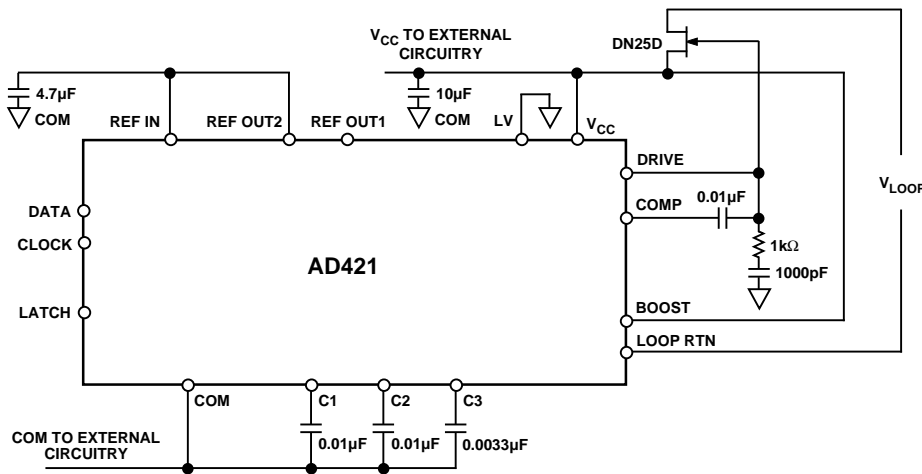 V_CC TO EXTERNAL
CIRCUITRY
DN25D
4.7µF
COM
10µF
COM
REF IN
REF OUT2
REF OUT1
LV
V_CC
DRIVE
COMP
0.01µF
V_LOOP
1kΩ
1000pF
DATA
CLOCK
LATCH
AD421
BOOST
LOOP RTN
COM
C1
C2
C3
0.01µF
0.01µF
0.0033µF
COM TO EXTERNAL
CIRCUITRY